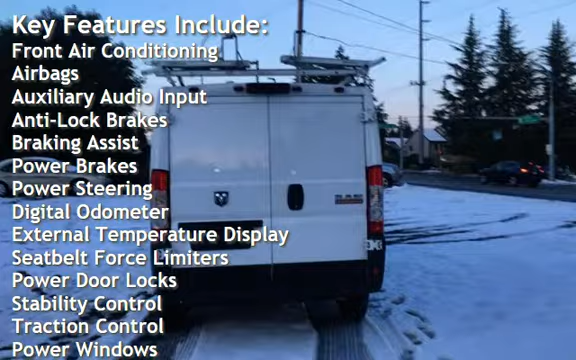 Key Features Include:
Front Air Conditioning
Airbags
Auxiliary Audio Input
Anti-Lock Brakes
Braking Assist
Power Brakes
Power Steering
Digital Odometer
External Temperature Display
Seatbelt Force Limiters
Power Door Locks
Stability Control
Traction Control
Power Windows